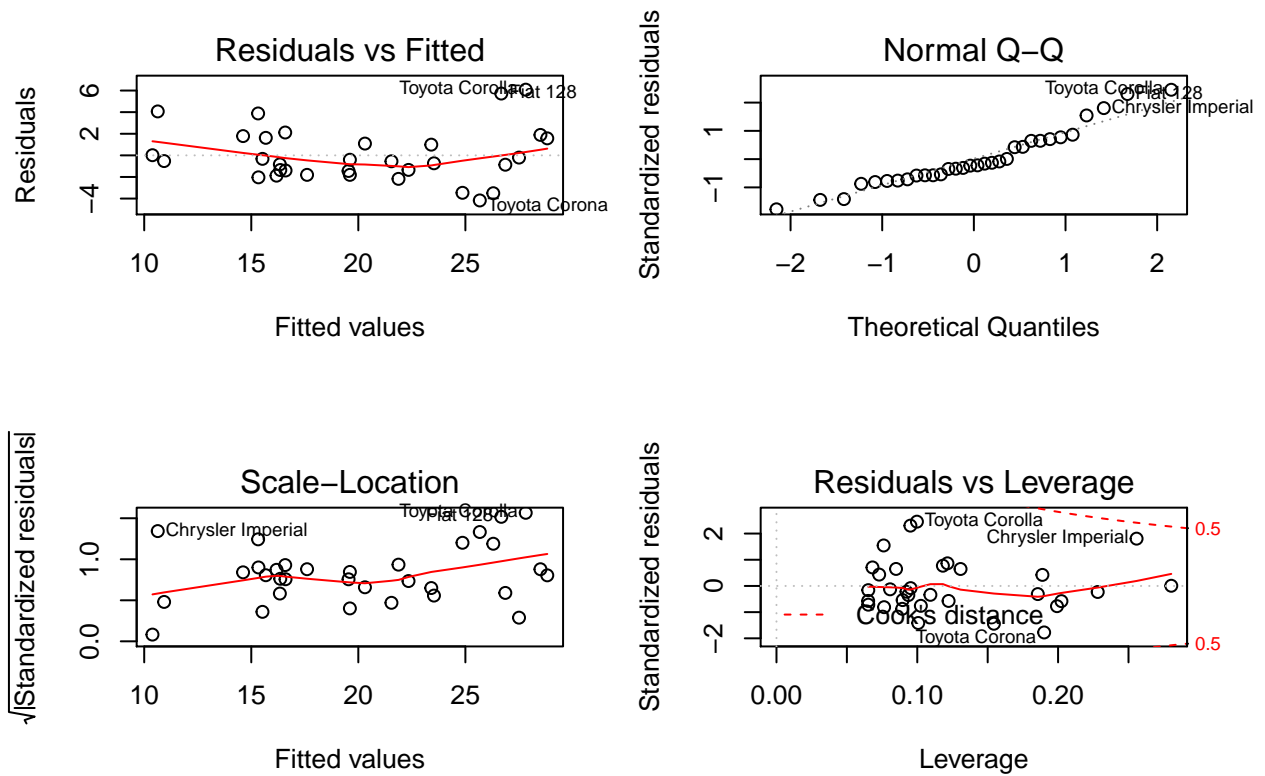 Residuals vs Fitted
Residuals
6
2
−4
Toyota Corolla
Fiat 128
Toyota Corona
10
15
20
25
Fitted values
Normal Q−Q
Standardized residuals
1
−1
Toyota Corolla
Fiat 128
Chrysler Imperial
−2
−1
0
1
2
Theoretical Quantiles
Scale−Location
√|Standardized residuals|
1.0
0.0
Chrysler Imperial
Toyota Corolla
Fiat 128
10
15
20
25
Fitted values
Residuals vs Leverage
Standardized residuals
2
0
−2
Toyota Corolla
Chrysler Imperial
0.5
Cook's distance
Toyota Corona
0.5
0.00
0.10
0.20
Leverage